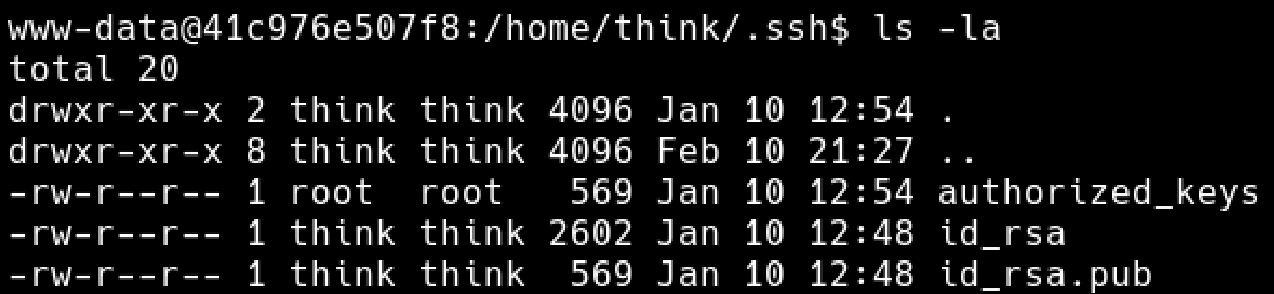 www-data@41c976e507f8:/home/think/.ssh$ ls -la
total 20
drwxr-xr-x 2 think think 4096 Jan 10 12:54 .
drwxr-xr-x 8 think think 4096 Feb 10 21:27 ..
-rw-r--r-- 1 root  root   569 Jan 10 12:54 authorized_keys
-rw-r--r-- 1 think think 2602 Jan 10 12:48 id_rsa
-rw-r--r-- 1 think think  569 Jan 10 12:48 id_rsa.pub